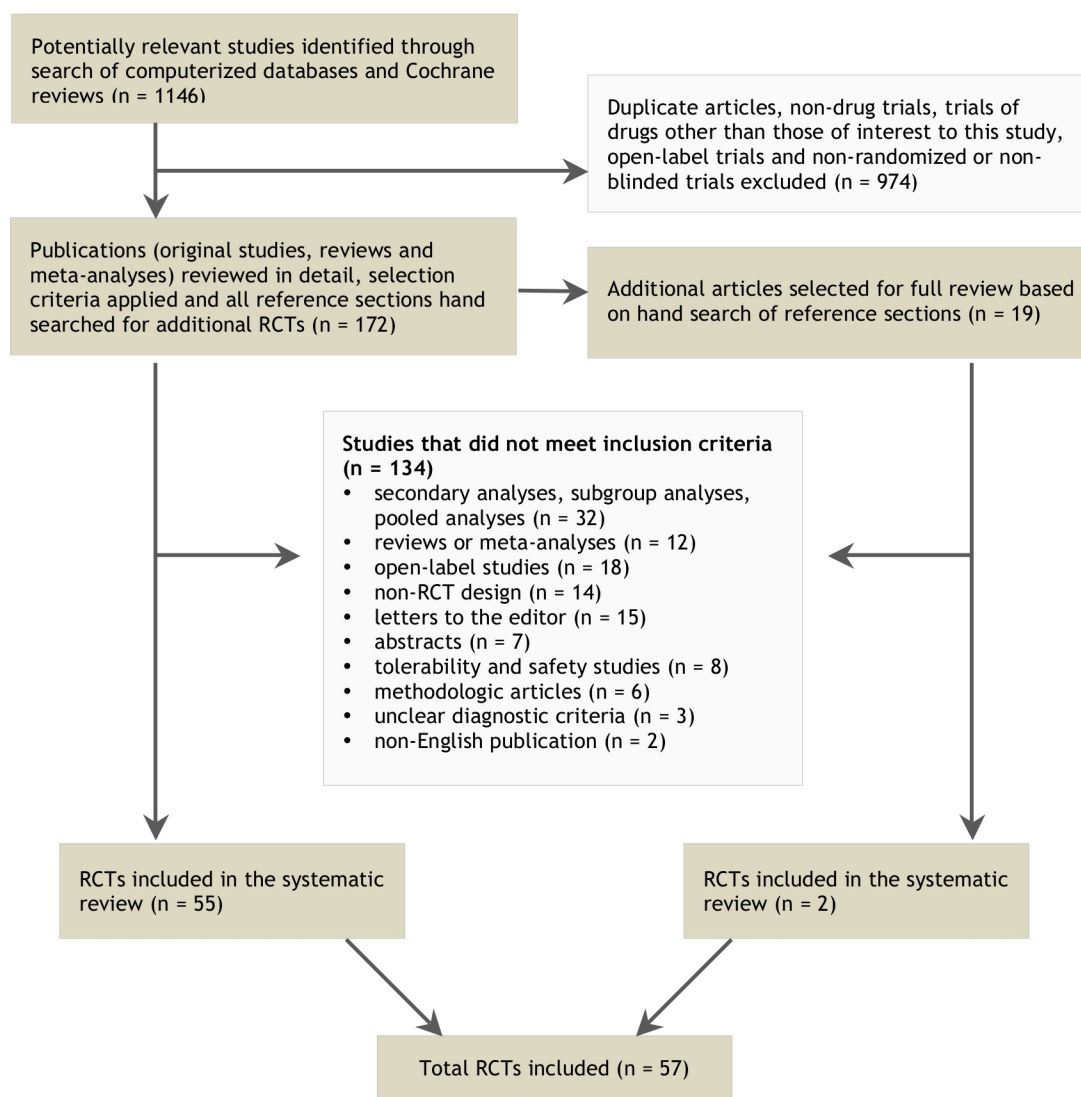 Potentially relevant studies identified through
search of computerized databases and Cochrane
reviews (n = 1146)
Duplicate articles, non-drug trials, trials of
drugs other than those of interest to this study,
open-label trials and non-randomized or non-
blinded trials excluded (n = 974)
Publications (original studies, reviews and
meta-analyses) reviewed in detail, selection
criteria applied and all reference sections hand
searched for additional RCTs (n = 172)
Additional articles selected for full review based
on hand search of reference sections (n = 19)
Studies that did not meet inclusion criteria
(n = 134)
• secondary analyses, subgroup analyses,
pooled analyses (n = 32)
• reviews or meta-analyses (n = 12)
• open-label studies (n = 18)
• non-RCT design (n = 14)
• letters to the editor (n = 15)
• abstracts (n = 7)
• tolerability and safety studies (n = 8)
• methodologic articles (n = 6)
• unclear diagnostic criteria (n = 3)
• non-English publication (n = 2)
RCTs included in the systematic
review (n = 55)
RCTs included in the systematic
review (n = 2)
Total RCTs included (n = 57)